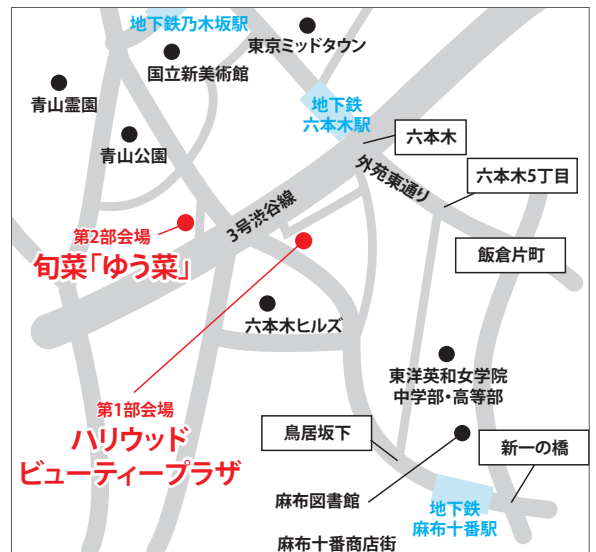 地下鉄乃木坂駅
東京ミッドタウン
国立新美術館
青山霊園
地下鉄
六本木駅
青山公園
六本木
外苑東通り
六本木5丁目
3号渋谷線
第2部会場
旬菜「ゆう菜」
飯倉片町
六本木ヒルズ
東洋英和女学院
中学部・高等部
第1部会場
ハリウッド
ビューティープラザ
鳥居坂下
新一の橋
麻布図書館
地下鉄
麻布十番駅
麻布十番商店街